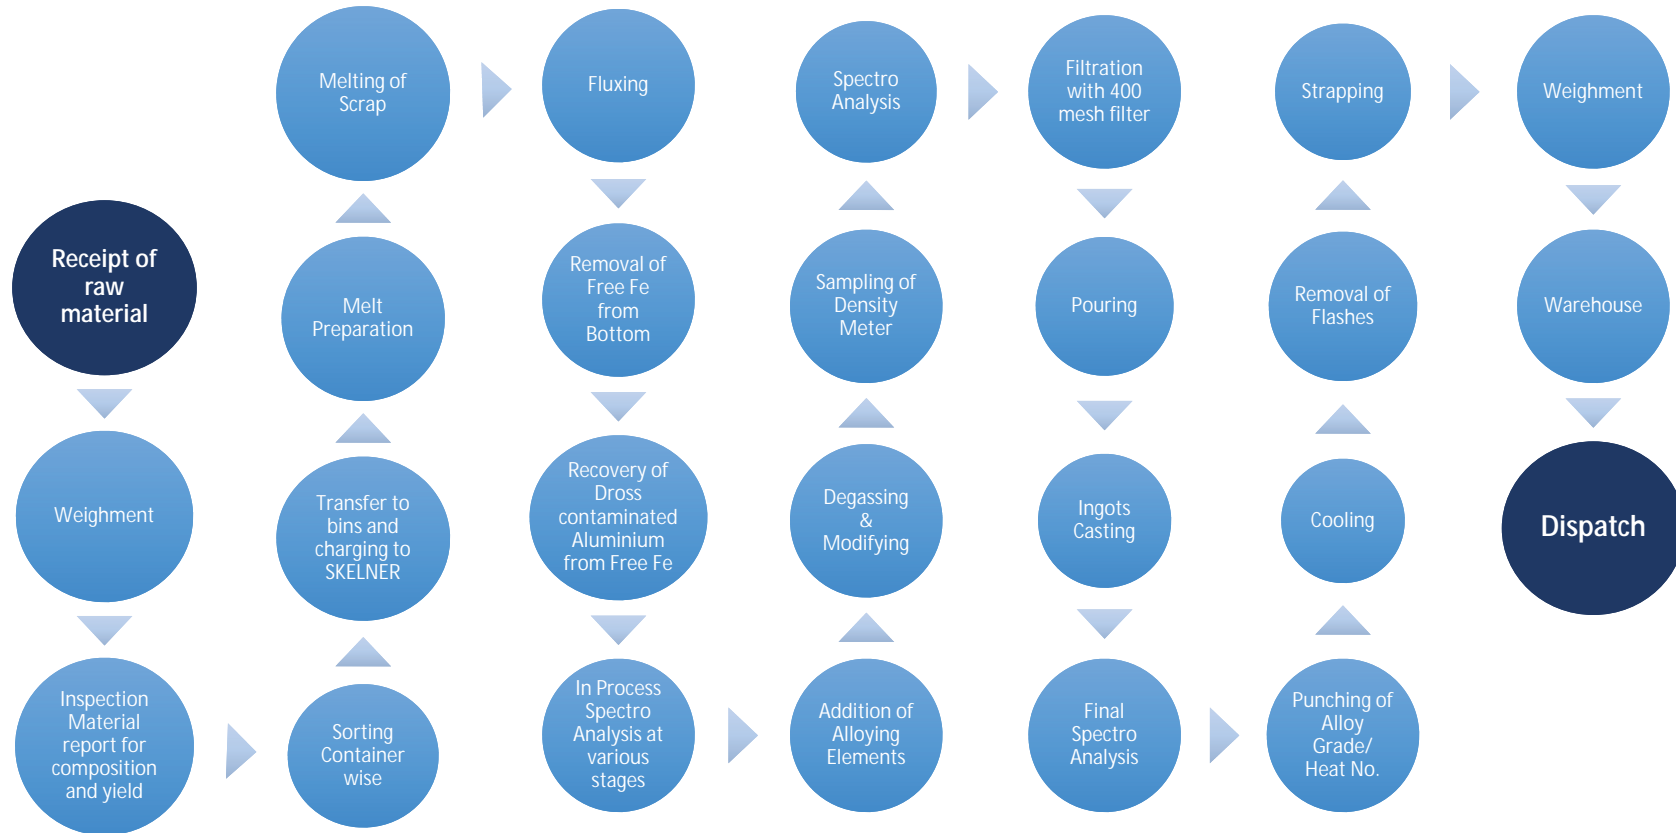 Receipt of
raw
material
Weighment
Inspection
Material
report for
composition
and yield
Sorting
Container
wise
Transfer to
bins and
charging to
SKELNER
Melt
Preparation
Melting of
Scrap
Fluxing
Removal of
Free Fe
from
Bottom
Recovery of
Dross
contaminated
Aluminium
from Free Fe
In Process
Spectro
Analysis at
various
stages
Addition of
Alloying
Elements
Degassing
&
Modifying
Sampling of
Density
Meter
Spectro
Analysis
Filtration
with 400
mesh filter
Pouring
Ingots
Casting
Final
Spectro
Analysis
Punching of
Alloy
Grade/
Heat No.
Cooling
Removal of
Flashes
Strapping
Weighment
Warehouse
Dispatch